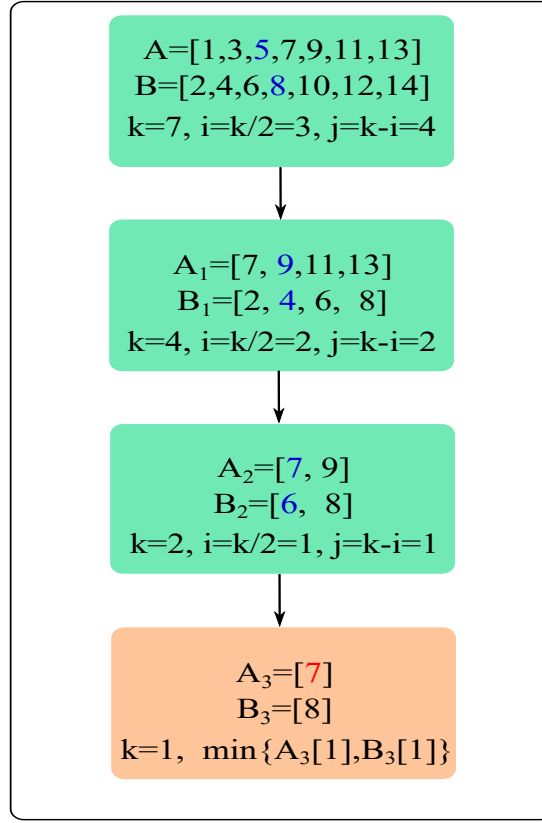 A=[1,3,5,7,9,11,13]
B=[2,4,6,8,10,12,14]
k=7, i=k/2=3, j=k-i=4
A₁=[7, 9,11,13]
B₁=[2, 4, 6, 8]
k=4, i=k/2=2, j=k-i=2
A₂=[7, 9]
B₂=[6, 8]
k=2, i=k/2=1, j=k-i=1
A₃=[7]
B₃=[8]
k=1, min{A₃[1],B₃[1]}